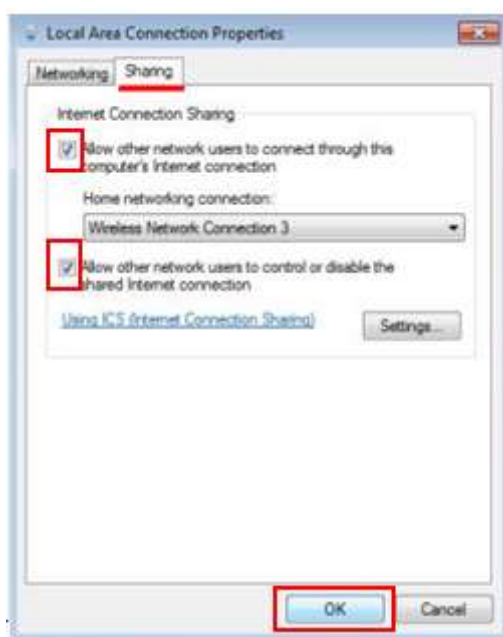 Local Area Connection Properties
Networking Sharing
Internet Connection Sharing
Allow other network users to connect through this
computer's Internet connection
Home networking connection:
Wireless Network Connection 3
Allow other network users to control or disable the
shared Internet connection
Using ICS (Internet Connection Sharing) Settings...
OK Cancel